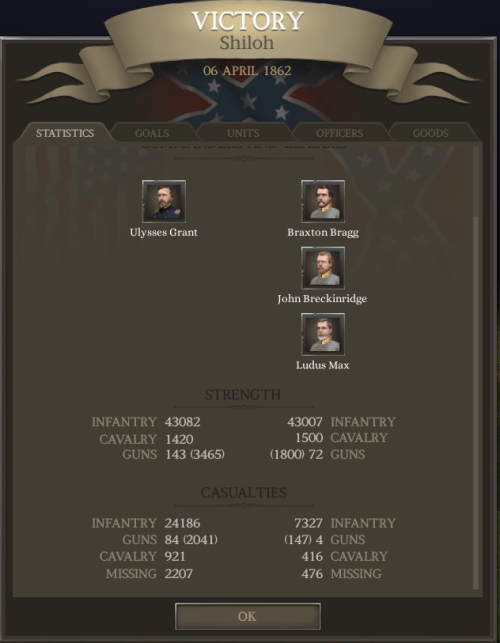 VICTORY
Shiloh
06 APRIL 1862
STATISTICS GOALS UNITS OFFICERS GOODS
Ulysses Grant Braxton Bragg
John Breckinridge
Ludus Max
STRENGTH
INFANTRY 43082 43007 INFANTRY
CAVALRY 1420 1500 CAVALRY
GUNS 143 (3465) (1800) 72 GUNS
CASUALTIES
INFANTRY 24186 7327 INFANTRY
GUNS 84 (2041) (147) 4 GUNS
CAVALRY 921 416 CAVALRY
MISSING 2207 476 MISSING
OK